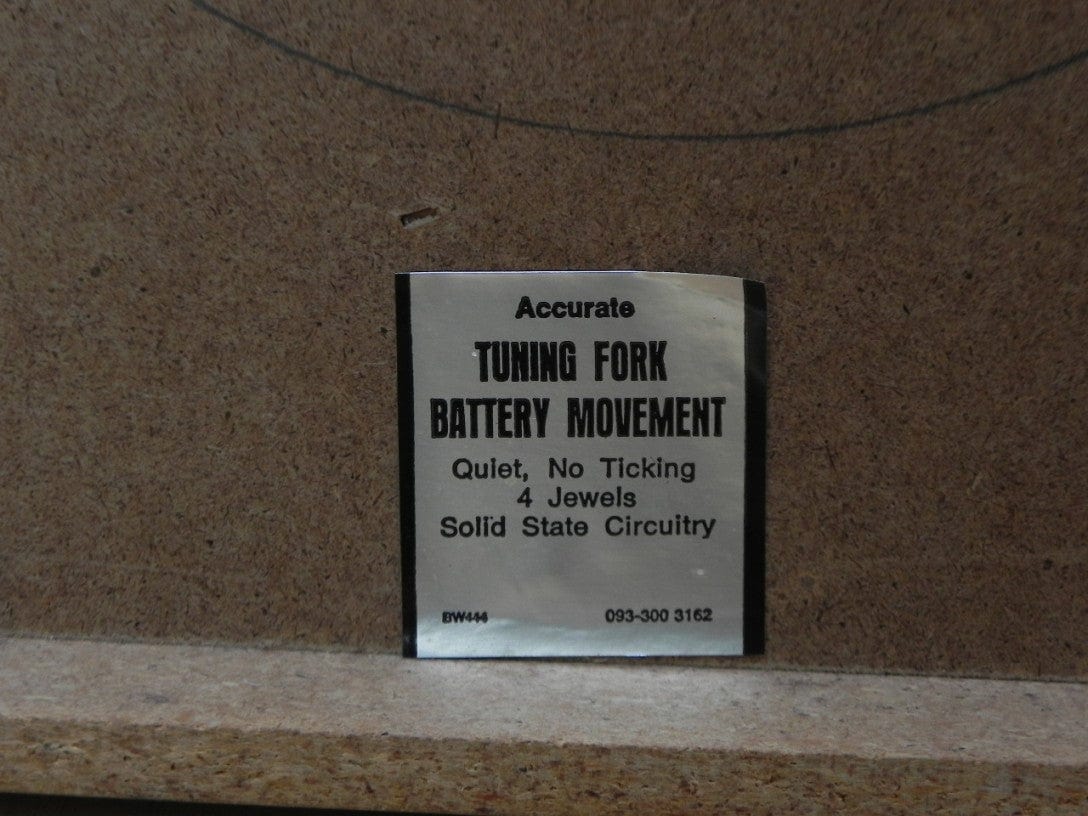 Accurate
TUNING FORK
BATTERY MOVEMENT
Quiet, No Ticking
4 Jewels
Solid State Circuitry
BW444 093-300 3162